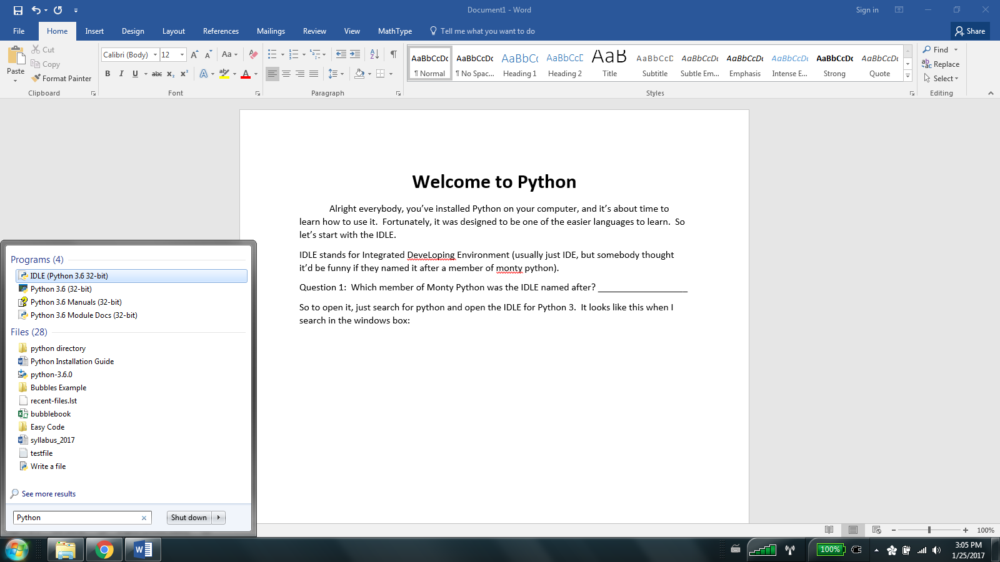 Document1 - Word
Sign in
File Home Insert Design Layout References Mailings Review View MathType Tell me what you want to do Share
Paste
Cut
Copy
Format Painter
Clipboard
Calibri (Body) 12
Aa
B I U abc x₂ x²
Font
Paragraph
AaBbCcDc AaBbCcDc AaBbCc AaBbCcD AaB AaBbCcD AaBbCcDc AaBbCcDc AaBbCcDc AaBbCcDc AaBbCcDc
¶ Normal ¶ No Spac... Heading 1 Heading 2 Title Subtitle Subtle Em... Emphasis Intense E... Strong Quote
Styles
Find
Replace
Select
Editing
Welcome to Python
Alright everybody, you’ve installed Python on your computer, and it’s about time to
learn how to use it.  Fortunately, it was designed to be one of the easier languages to learn.  So
let’s start with the IDLE.
IDLE stands for Integrated DeveLoping Environment (usually just IDE, but somebody thought
it’d be funny if they named it after a member of monty python).
Question 1:  Which member of Monty Python was the IDLE named after? __________________
So to open it, just search for python and open the IDLE for Python 3.  It looks like this when I
search in the windows box:
Programs (4)
IDLE (Python 3.6 32-bit)
Python 3.6 (32-bit)
Python 3.6 Manuals (32-bit)
Python 3.6 Module Docs (32-bit)
Files (28)
python directory
Python Installation Guide
python-3.6.0
Bubbles Example
recent-files.lst
bubblebook
Easy Code
syllabus_2017
testfile
Write a file
See more results
Python
Shut down
100%
100%
3:05 PM
1/25/2017